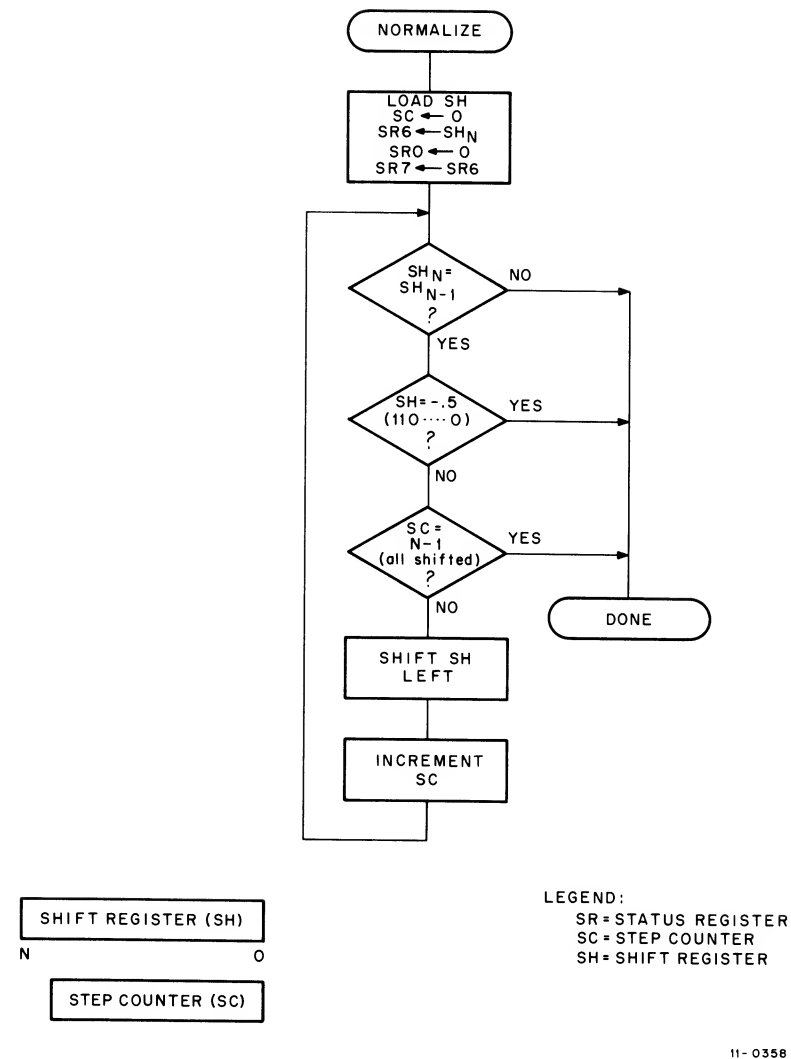 NORMALIZE
LOAD SH
SC ← 0
SR6 ← SHN
SR0 ← 0
SR7 ← SR6
SHN =
SHN-1
?
NO
YES
SH = -.5
(110····0)
?
YES
NO
SC =
N-1
(all shifted)
?
YES
NO
DONE
SHIFT SH
LEFT
INCREMENT
SC
SHIFT REGISTER (SH)
N 0
STEP COUNTER (SC)
LEGEND:
SR = STATUS REGISTER
SC = STEP COUNTER
SH = SHIFT REGISTER
11-0358